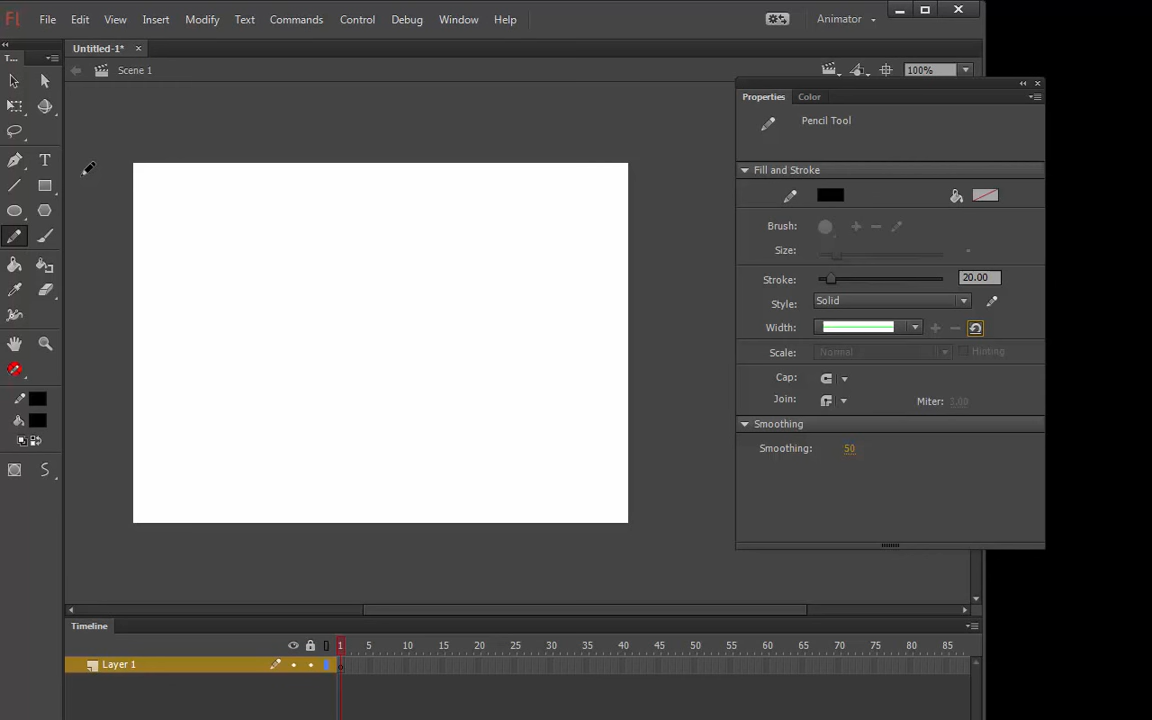 Fl File Edit View Insert Modify Text Commands Control Debug Window Help Animator
Untitled-1*
T...
Scene 1 100%
Properties Color
Pencil Tool
Fill and Stroke
Brush:
Size:
Stroke: 20.00
Style: Solid
Width:
Scale: Normal Hinting
Cap:
Join: Miter: 3.00
Smoothing
Smoothing: 50
T
Timeline
1 5 10 15 20 25 30 35 40 45 50 55 60 65 70 75 80 85
Layer 1